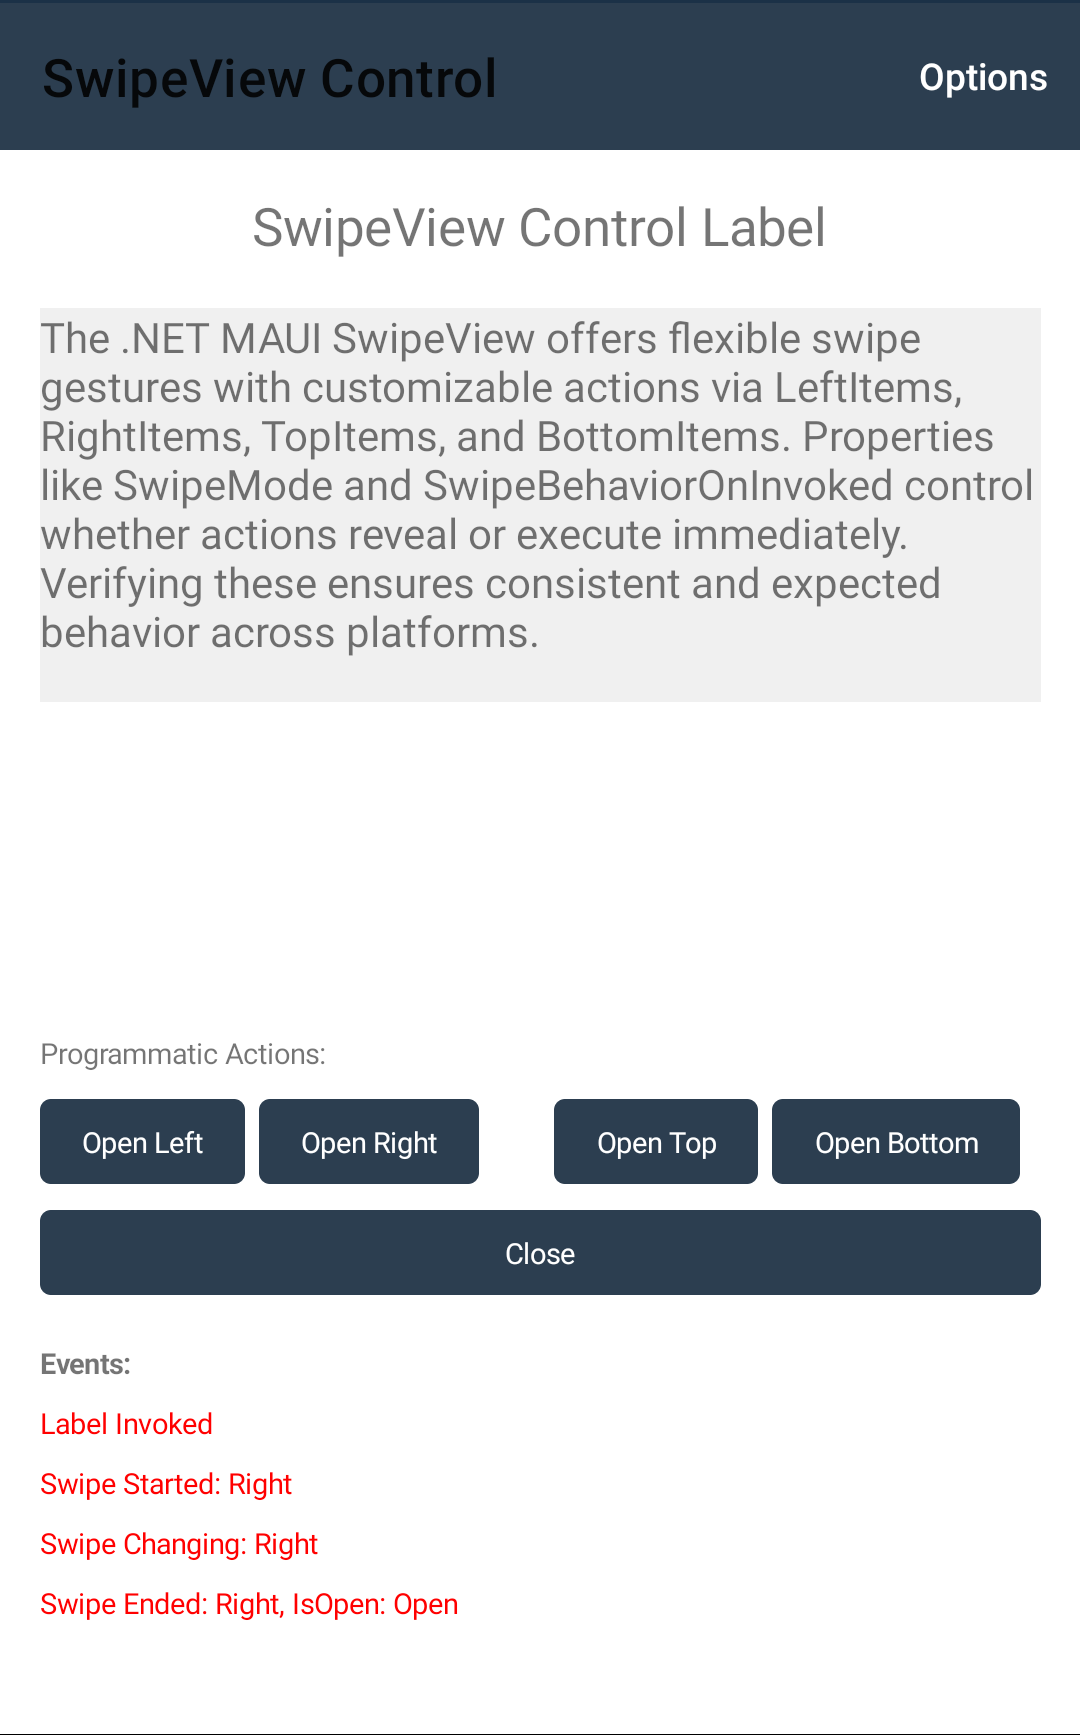 SwipeView Control
Options
SwipeView Control Label
The .NET MAUI SwipeView offers flexible swipe
gestures with customizable actions via LeftItems,
RightItems, TopItems, and BottomItems. Properties
like SwipeMode and SwipeBehaviorOnInvoked control
whether actions reveal or execute immediately.
Verifying these ensures consistent and expected
behavior across platforms.
Programmatic Actions:
Open Left
Open Right
Open Top
Open Bottom
Close
Events:
Label Invoked
Swipe Started: Right
Swipe Changing: Right
Swipe Ended: Right, IsOpen: Open